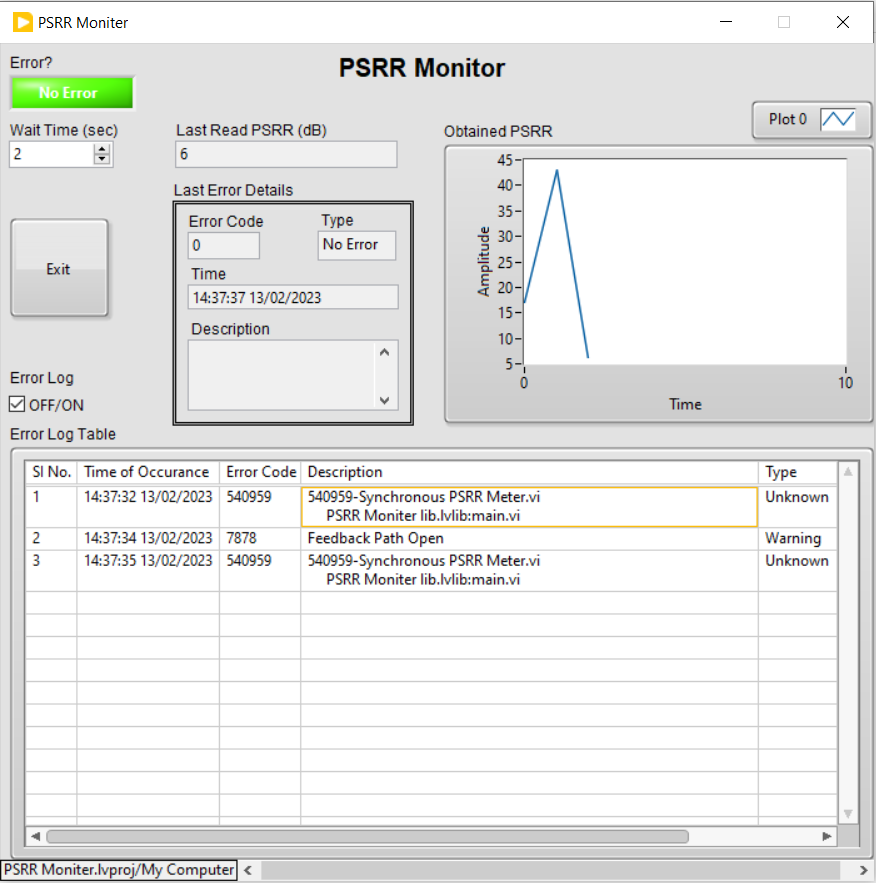 PSRR Moniter
Error?
PSRR Monitor
No Error
Wait Time (sec)
2
Last Read PSRR (dB)
6
Obtained PSRR
Plot 0
Last Error Details
Error Code
Type
0
No Error
Time
14:37:37 13/02/2023
Description
Exit
Amplitude
45
40
35
30
25
20
15
10
5
0
10
Time
Error Log
OFF/ON
Error Log Table
Sl No. Time of Occurance Error Code Description Type
1 14:37:32 13/02/2023 540959 540959-Synchronous PSRR Meter.vi Unknown
PSRR Moniter lib.lvlib:main.vi
2 14:37:34 13/02/2023 7878 Feedback Path Open Warning
3 14:37:35 13/02/2023 540959 540959-Synchronous PSRR Meter.vi Unknown
PSRR Moniter lib.lvlib:main.vi
PSRR Moniter.lvproj/My Computer